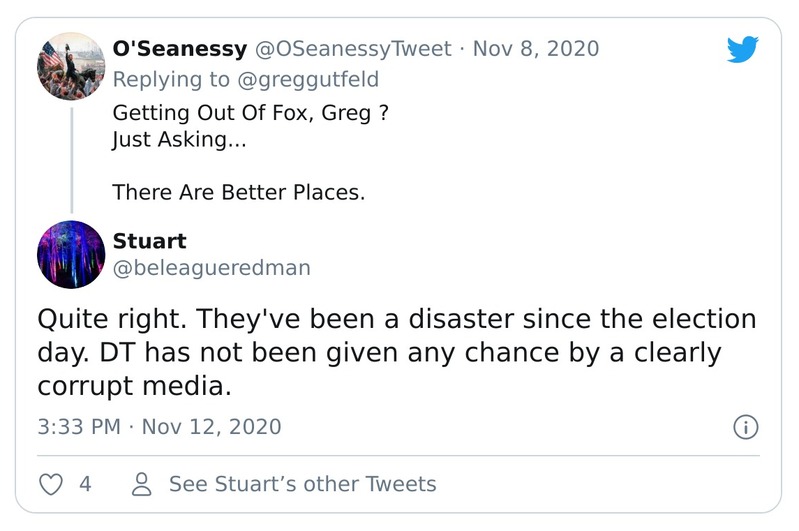 O'Seanessy @OSeanessyTweet · Nov 8, 2020
Replying to @greggutfeld
Getting Out Of Fox, Greg ?
Just Asking...
There Are Better Places.
Stuart
@beleagueredman
Quite right. They've been a disaster since the election
day. DT has not been given any chance by a clearly
corrupt media.
3:33 PM · Nov 12, 2020
4
See Stuart’s other Tweets